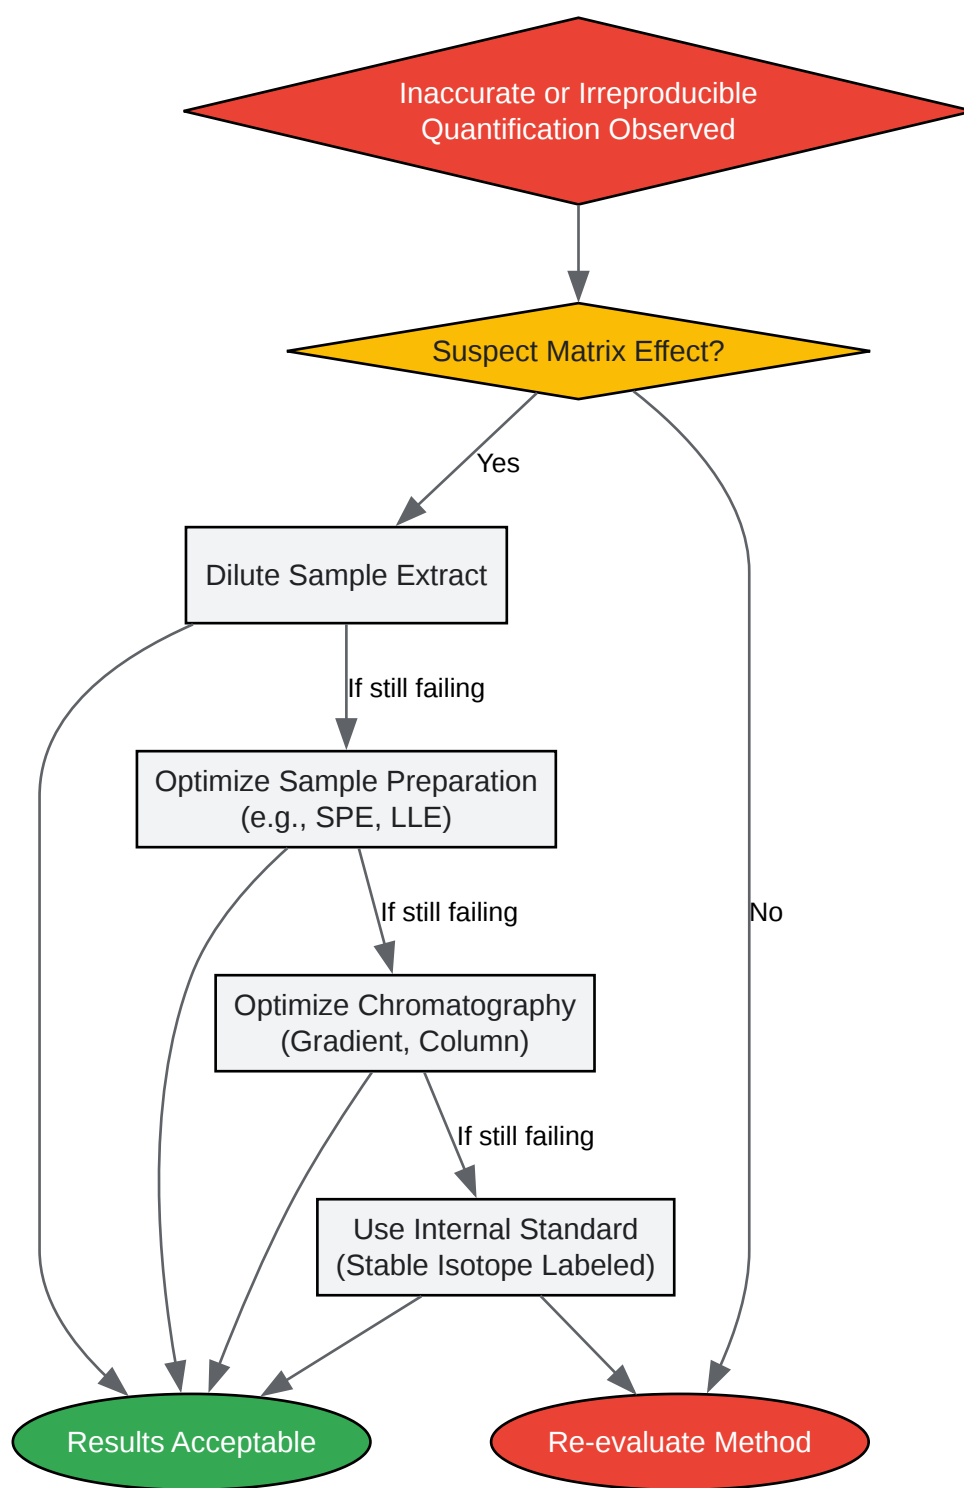 Inaccurate or Irreproducible
Quantification Observed
Suspect Matrix Effect?
Yes
Dilute Sample Extract
If still failing
Optimize Sample Preparation
(e.g., SPE, LLE)
If still failing
No
Optimize Chromatography
(Gradient, Column)
If still failing
Use Internal Standard
(Stable Isotope Labeled)
Results Acceptable
Re-evaluate Method